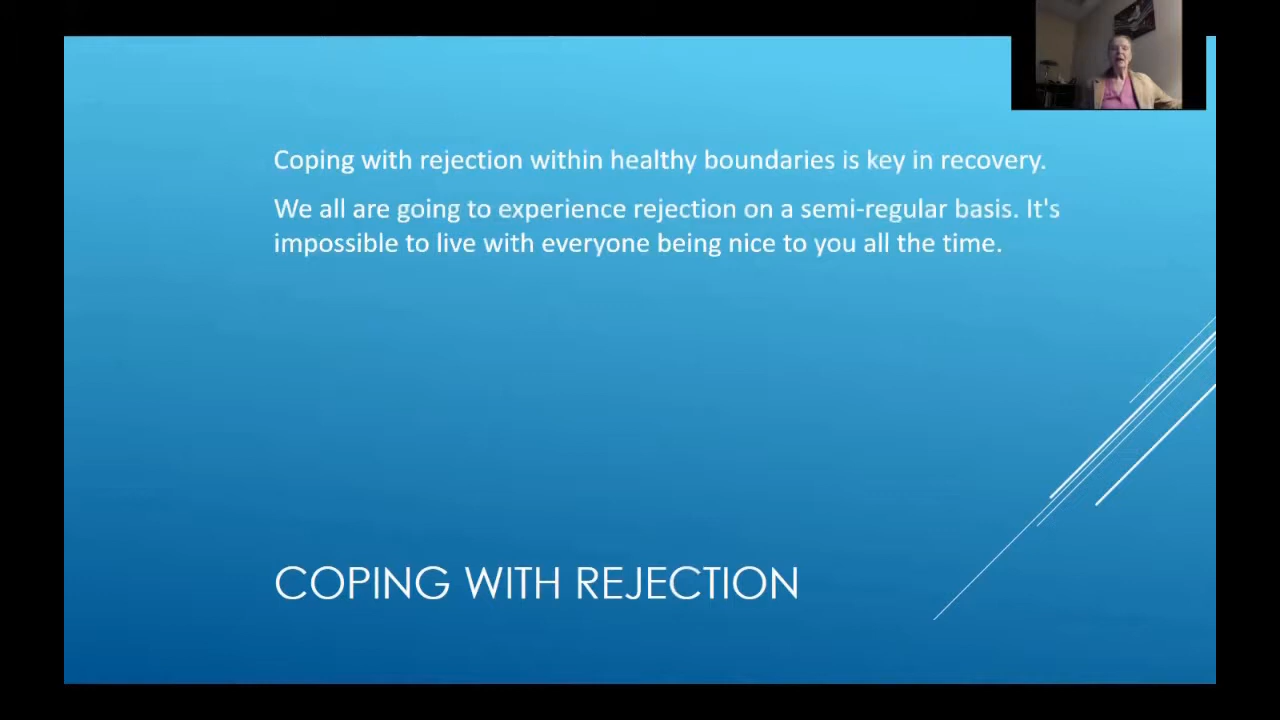 Coping with rejection within healthy boundaries is key in recovery.
We all are going to experience rejection on a semi-regular basis. It's
impossible to live with everyone being nice to you all the time.
COPING WITH REJECTION